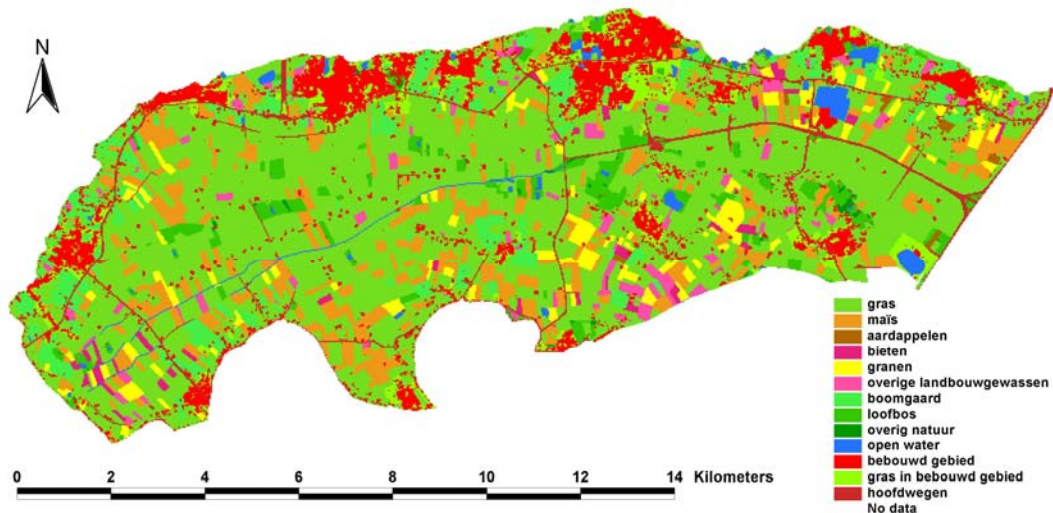 N
gras
maïs
aardappelen
bieten
granen
overige landbouwgewassen
boomgaard
loofbos
overig natuur
open water
bebouwd gebied
gras in bebouwd gebied
hoofdwegen
No data
0 2 4 6 8 10 12 14 Kilometers